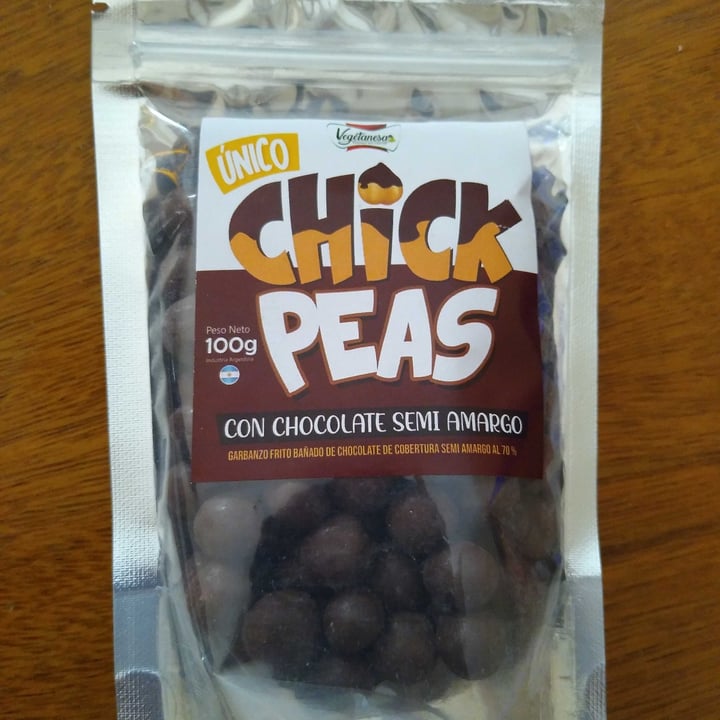 Vegetanesa
ÚNICO
CHICK
PEAS
Peso Neto
100g
Industria Argentina
CON CHOCOLATE SEMI AMARGO
GARBANZO FRITO BAÑADO DE CHOCOLATE DE COBERTURA SEMI AMARGO AL 70 %